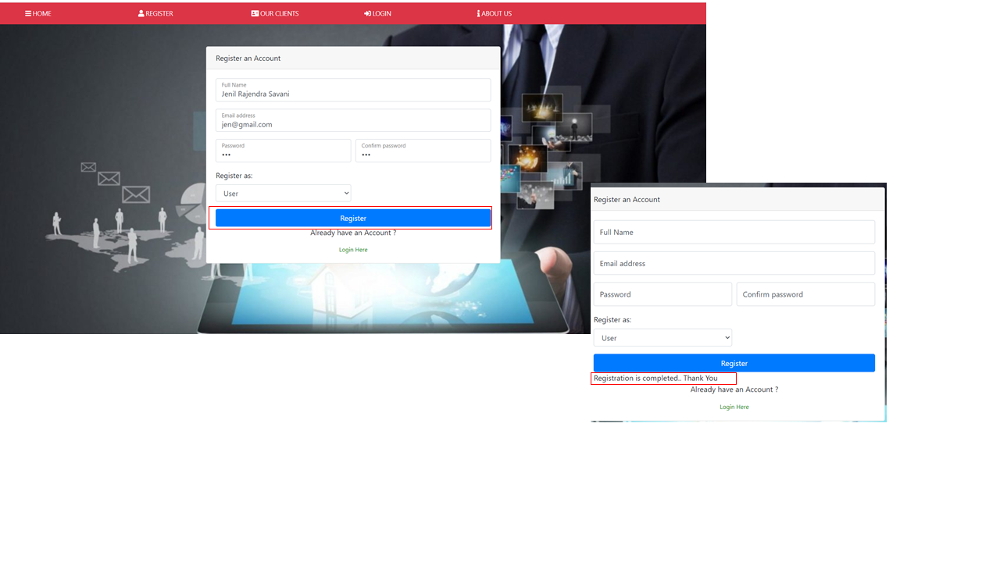 HOME REGISTER OUR CLIENTS LOGIN ABOUT US
Register an Account
Full Name
Jenil Rajendra Savani
Email address
jen@gmail.com
Password Confirm password
••• •••
Register as:
User
Register
Already have an Account ?
Login Here
Register an Account
Full Name
Email address
Password Confirm password
Register as:
User
Register
Registration is completed.. Thank You
Already have an Account ?
Login Here